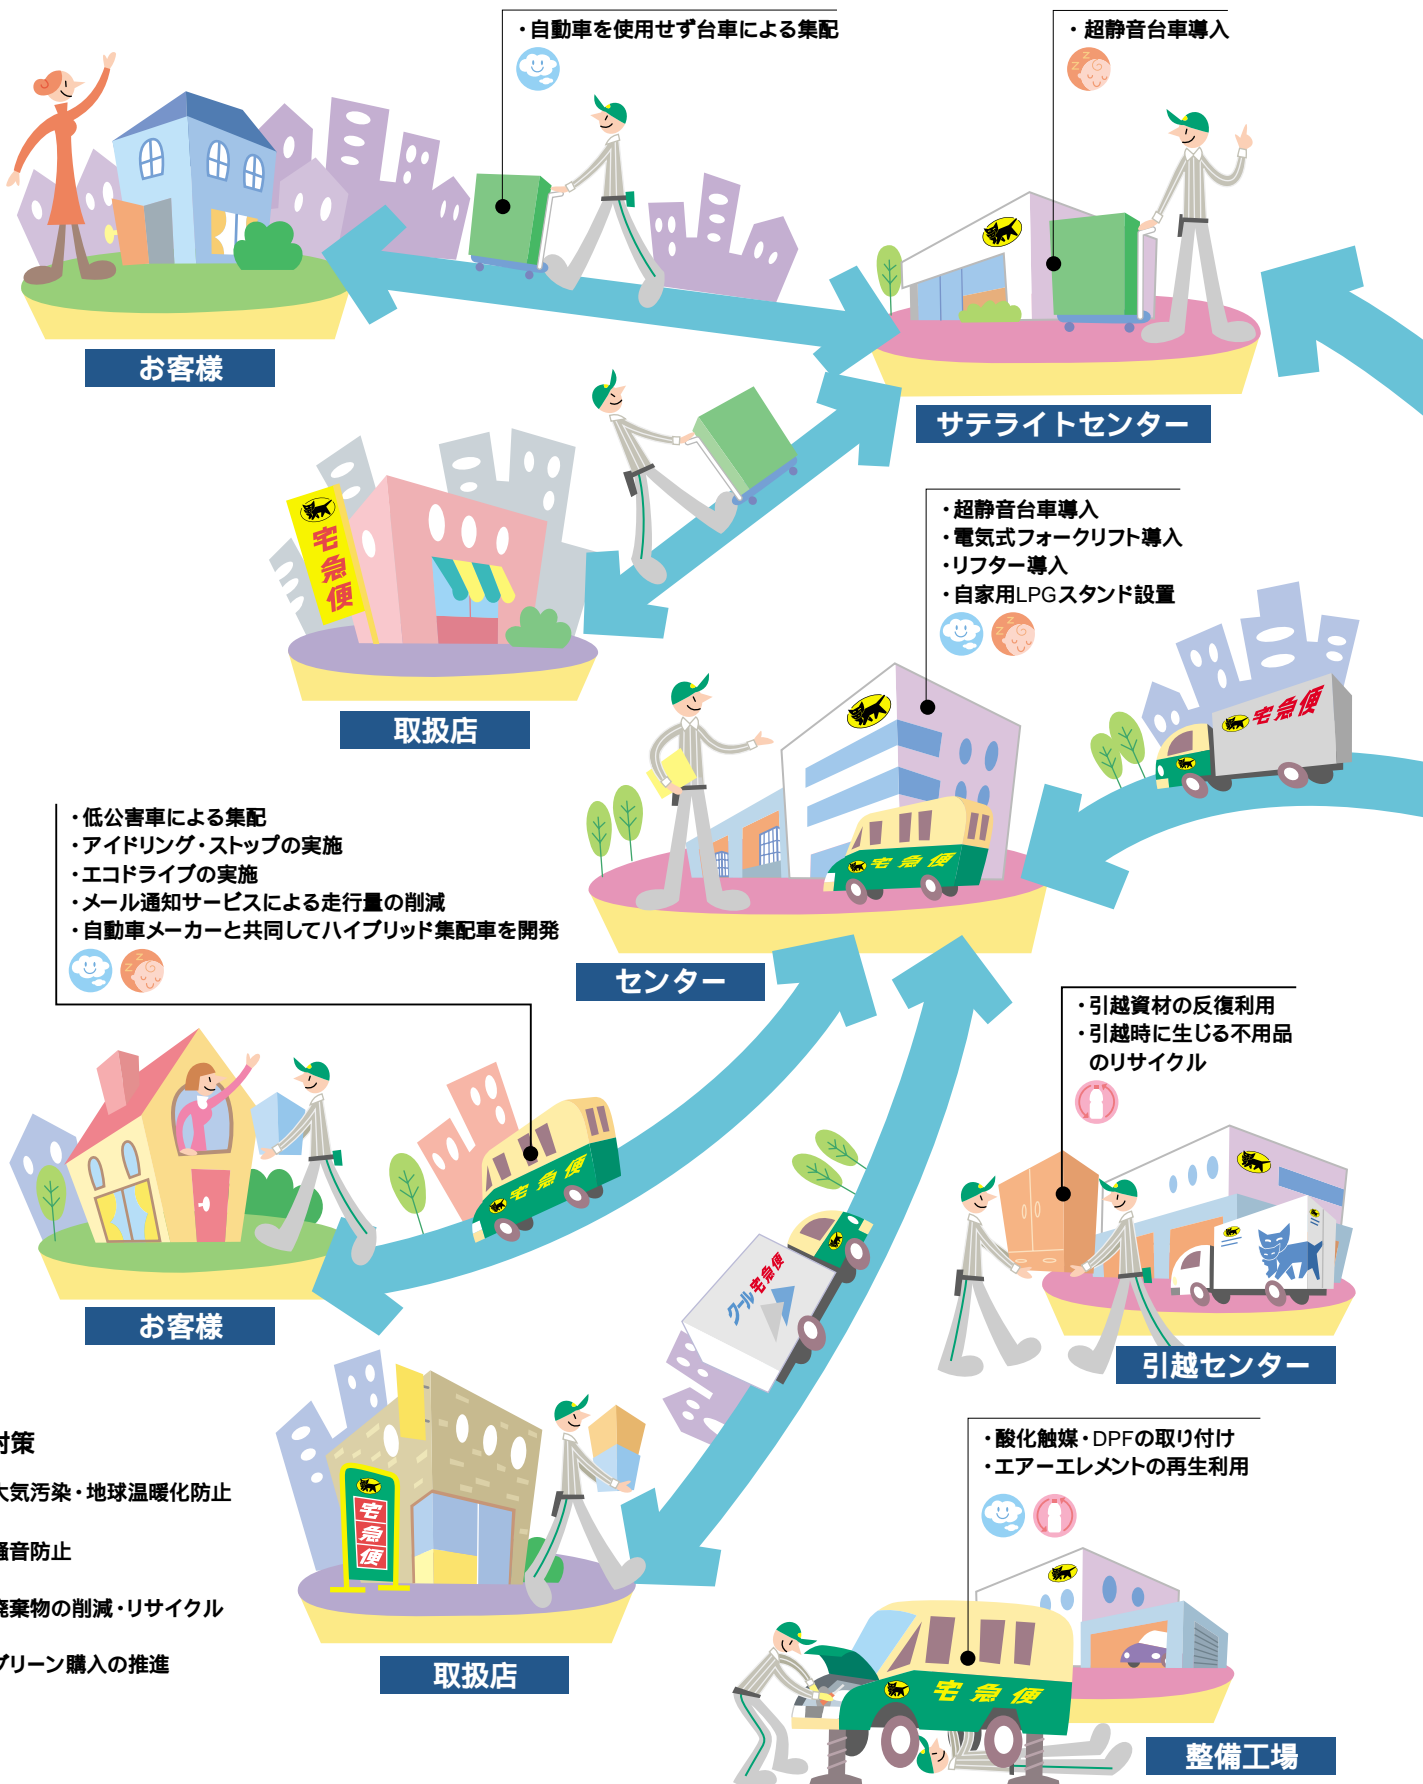 ・自動車を使用せず台車による集配
・超静音台車導入
お客様
サテライトセンター
宅急便
・超静音台車導入
・電気式フォークリフト導入
・リフター導入
・自家用LPGスタンド設置
宅急便
取扱店
・低公害車による集配
・アイドリング・ストップの実施
・エコドライブの実施
・メール通知サービスによる走行量の削減
・自動車メーカーと共同してハイブリッド集配車を開発
宅急便
センター
・引越資材の反復利用
・引越時に生じる不用品
のリサイクル
宅急便
クール宅急便
お客様
引越センター
対策
大気汚染・地球温暖化防止
騒音防止
廃棄物の削減・リサイクル
グリーン購入の推進
宅急便
取扱店
・酸化触媒・DPFの取り付け
・エアーエレメントの再生利用
宅急便
整備工場